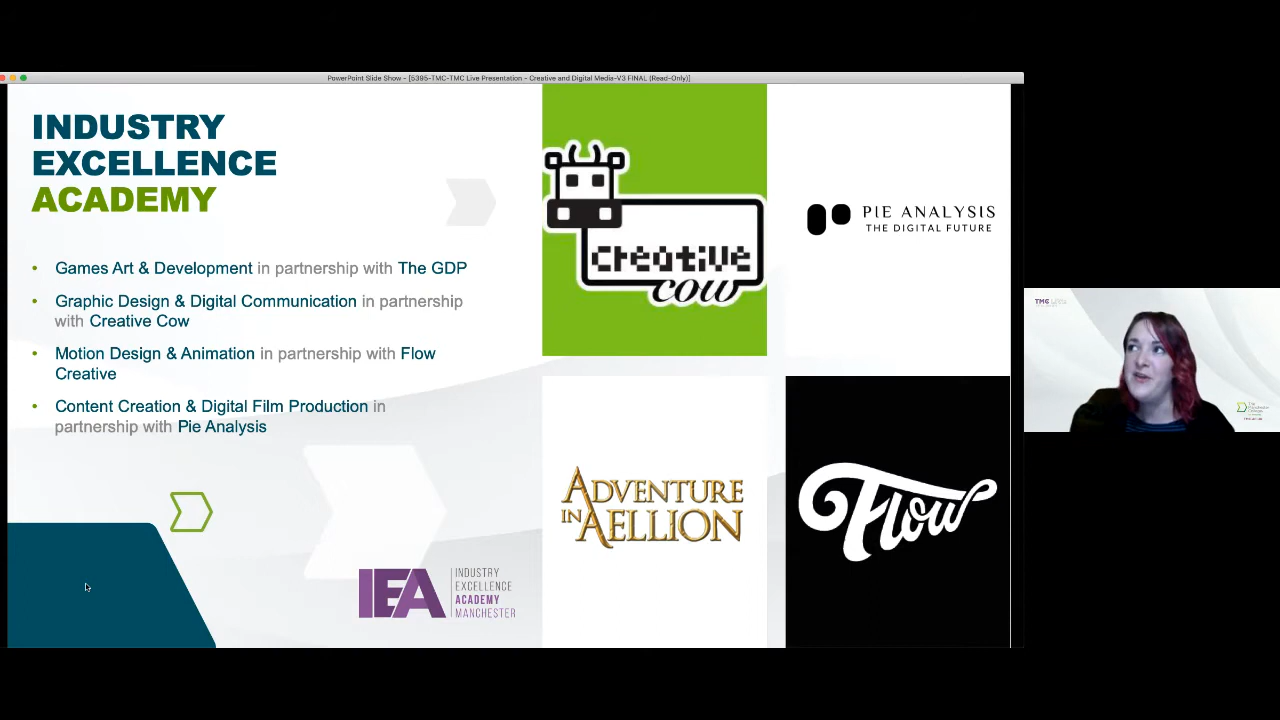 PowerPoint Slide Show - [5395-TMC-TMC Live Presentation - Creative and Digital Media-V3 FINAL (Read-Only)]
INDUSTRY
EXCELLENCE
ACADEMY
• Games Art & Development in partnership with The GDP
• Graphic Design & Digital Communication in partnership
with Creative Cow
• Motion Design & Animation in partnership with Flow
Creative
• Content Creation & Digital Film Production in
partnership with Pie Analysis
IEA
INDUSTRY
EXCELLENCE
ACADEMY
MANCHESTER
creative
cow
PIE ANALYSIS
THE DIGITAL FUTURE
ADVENTURE
IN AELLION
Flow
TMC LIVE